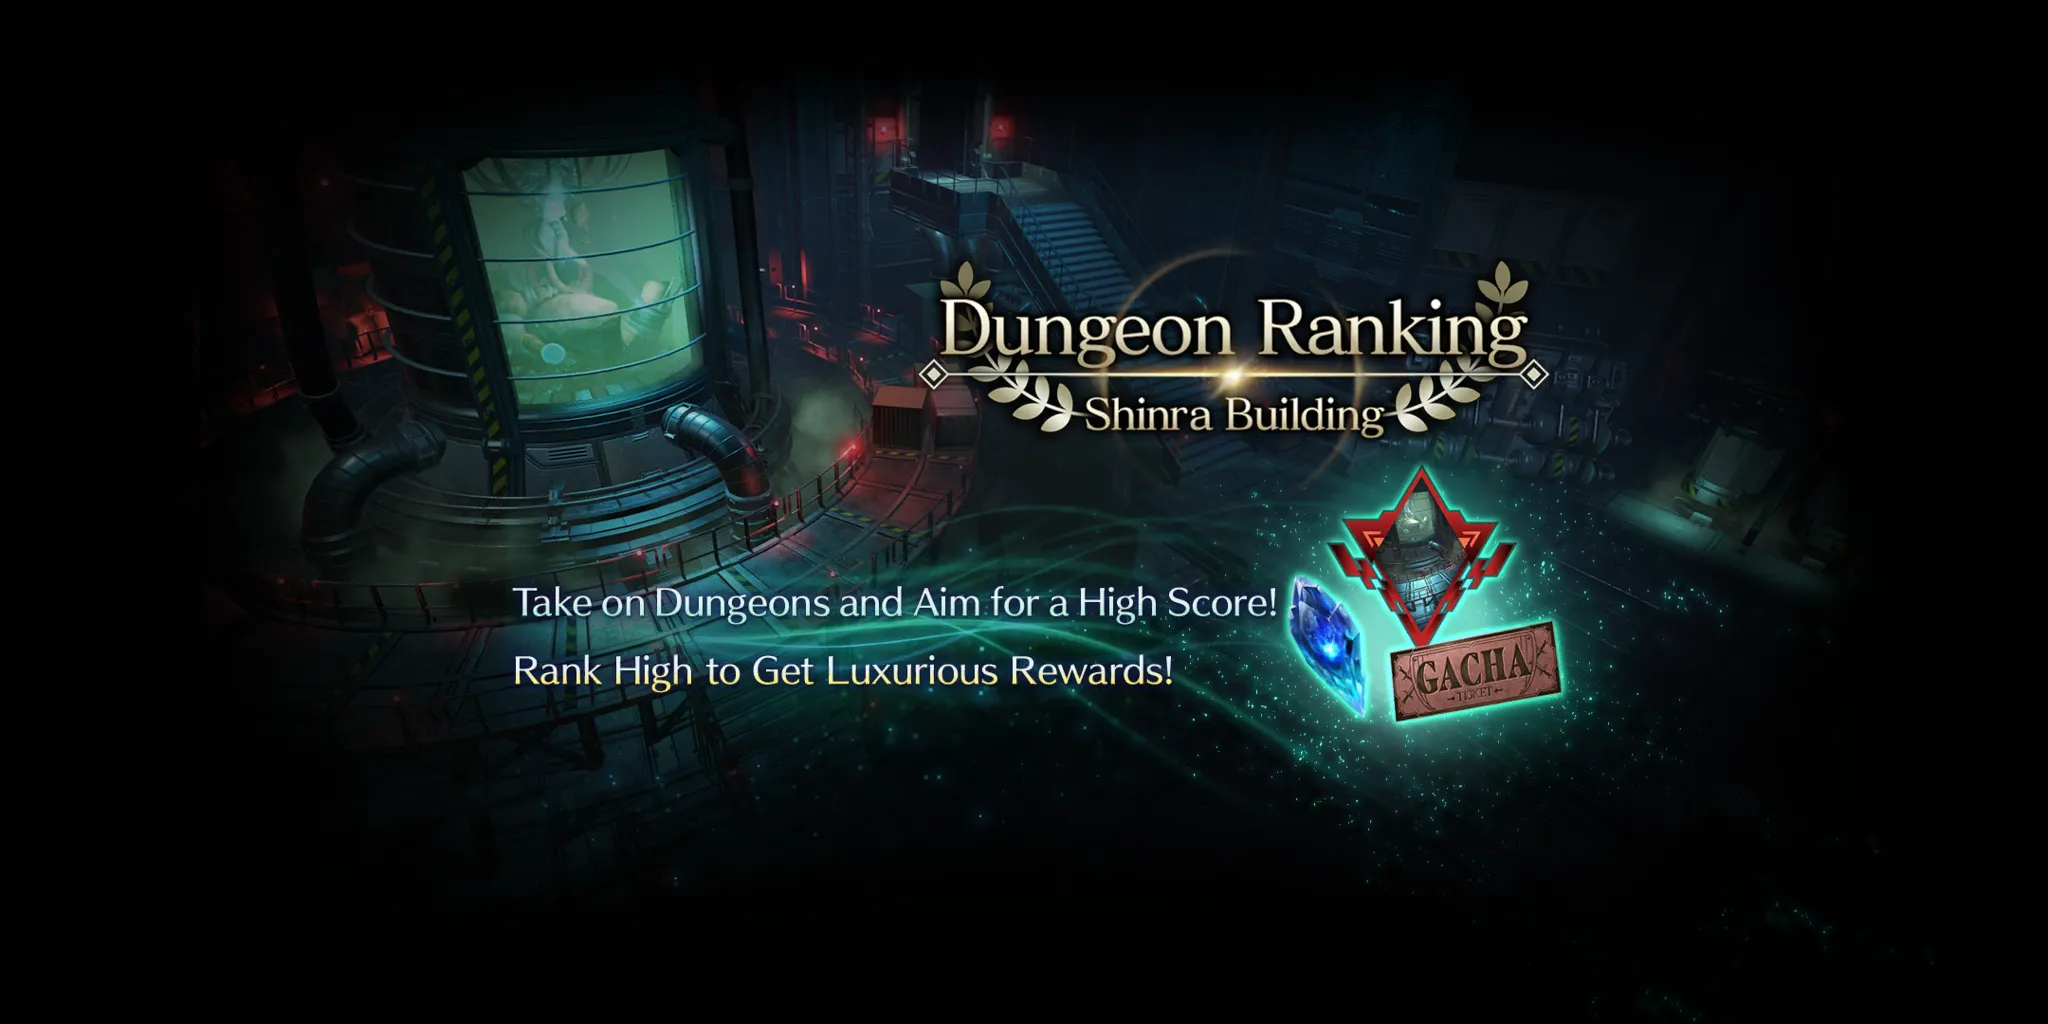 Dungeon Ranking
Shinra Building
Take on Dungeons and Aim for a High Score!
Rank High to Get Luxurious Rewards!
GACHA
TICKET